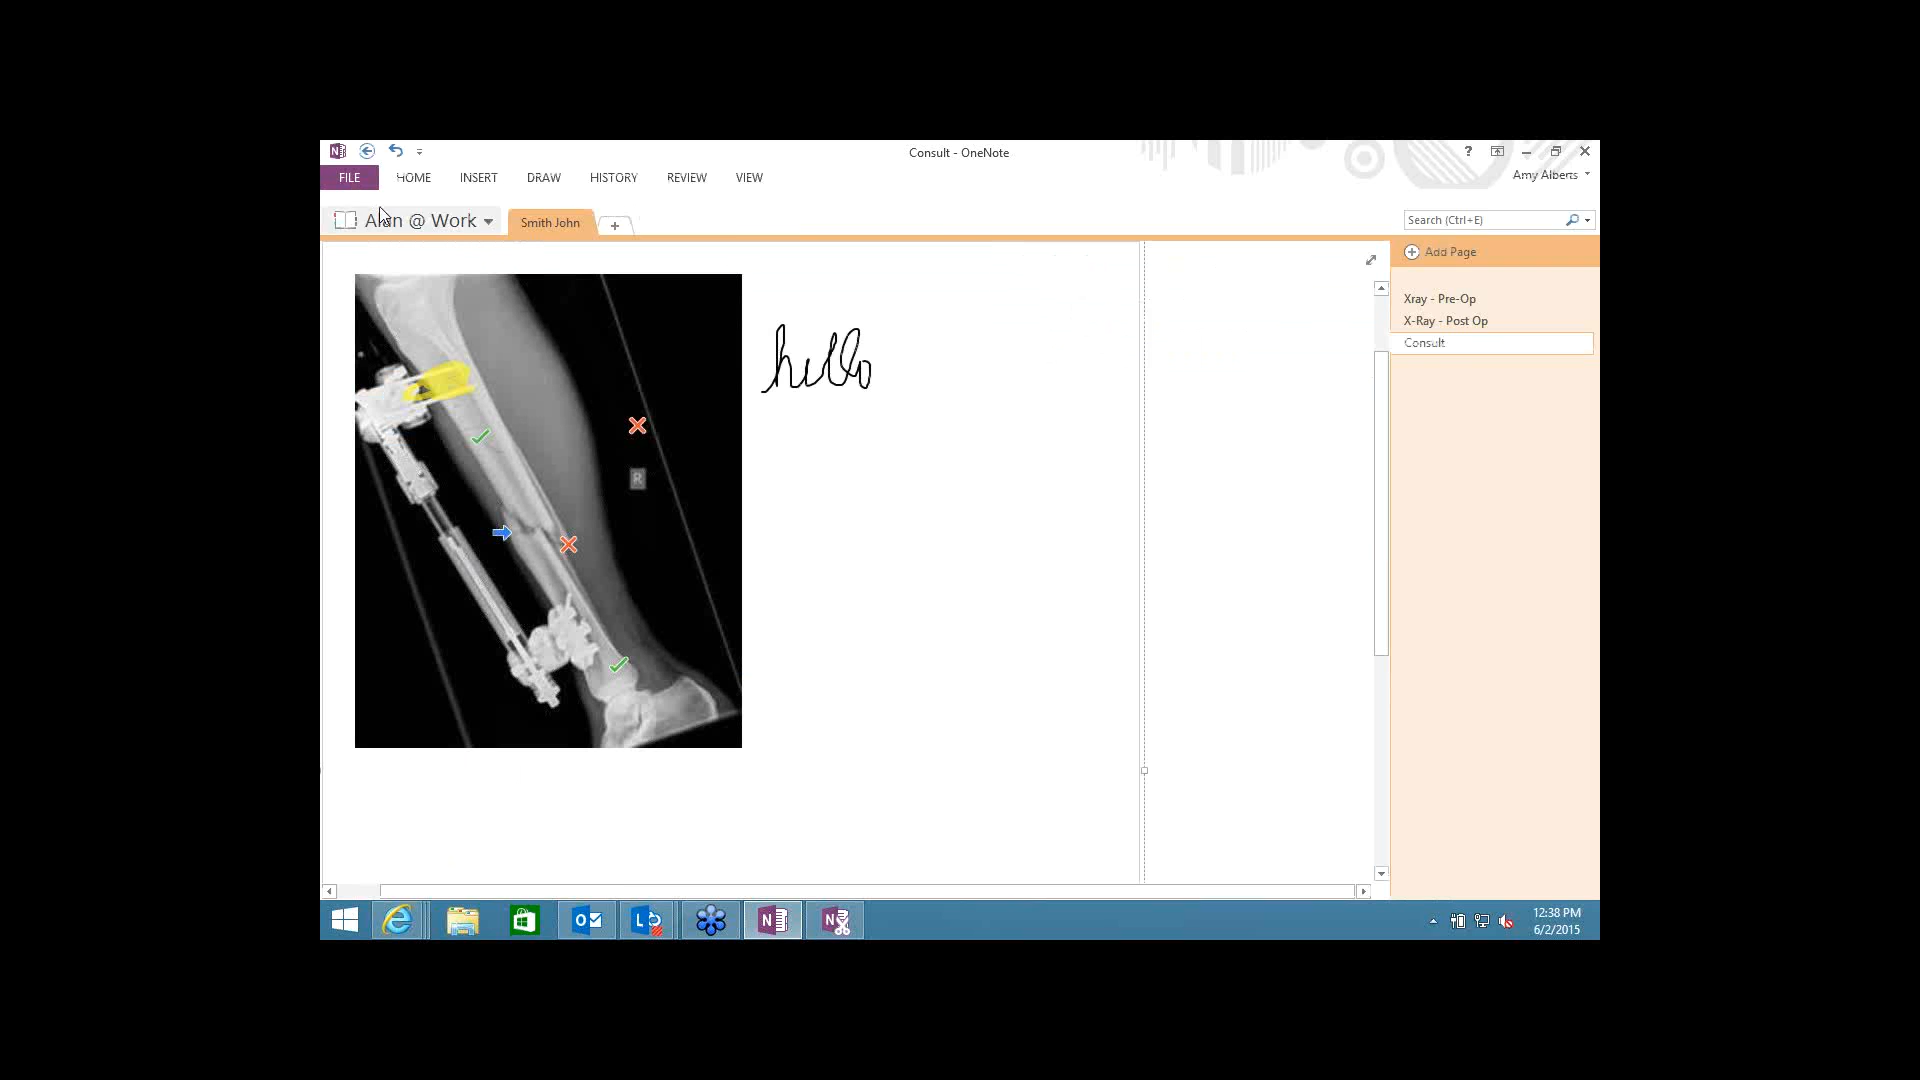 Consult - OneNote
?
FILE HOME INSERT DRAW HISTORY REVIEW VIEW
Amy Alberts
@ Work
Smith John
+
Search (Ctrl+E)
Add Page
Xray - Pre-Op
X-Ray - Post Op
Consult
hello
R
12:38 PM
6/2/2015